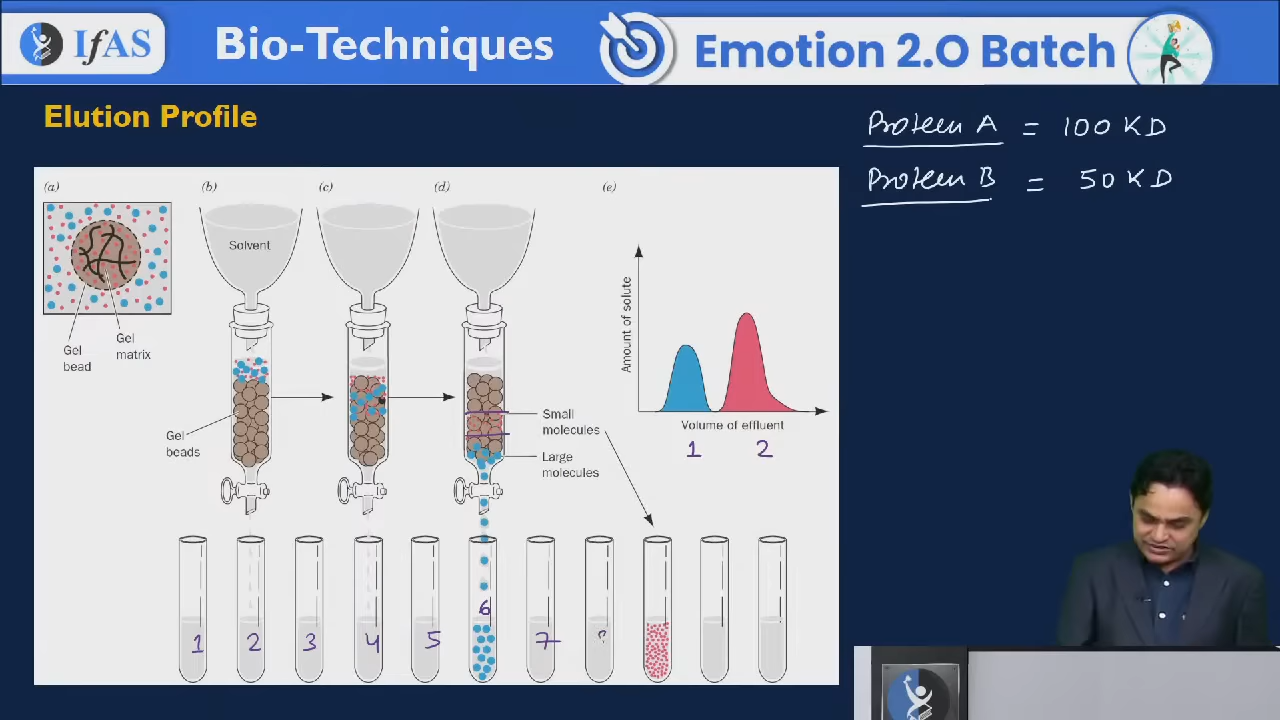 IfAS
Bio-Techniques
Emotion 2.O Batch
Elution Profile
Protein A = 100 KD
Protein B = 50 KD
(a)
(b)
(c)
(d)
(e)
Solvent
Gel
bead
Gel
matrix
Gel
beads
Small
molecules
Large
molecules
Amount of solute
Volume of effluent
1 2
1 2 3 4 5 6 7 8